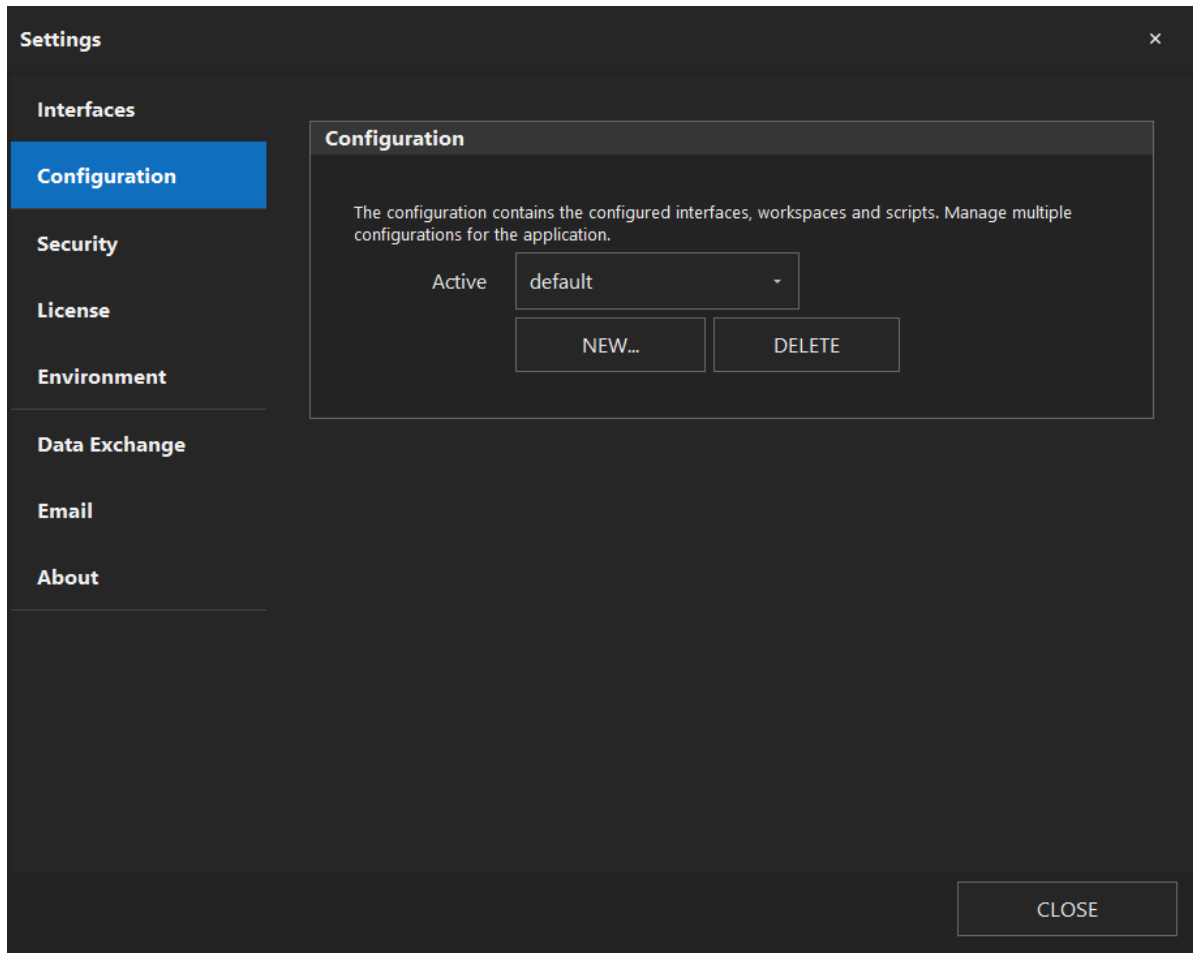 Settings
×
Interfaces
Configuration
Security
License
Environment
Data Exchange
Email
About
Configuration
The configuration contains the configured interfaces, workspaces and scripts. Manage multiple
configurations for the application.
Active default
NEW... DELETE
CLOSE